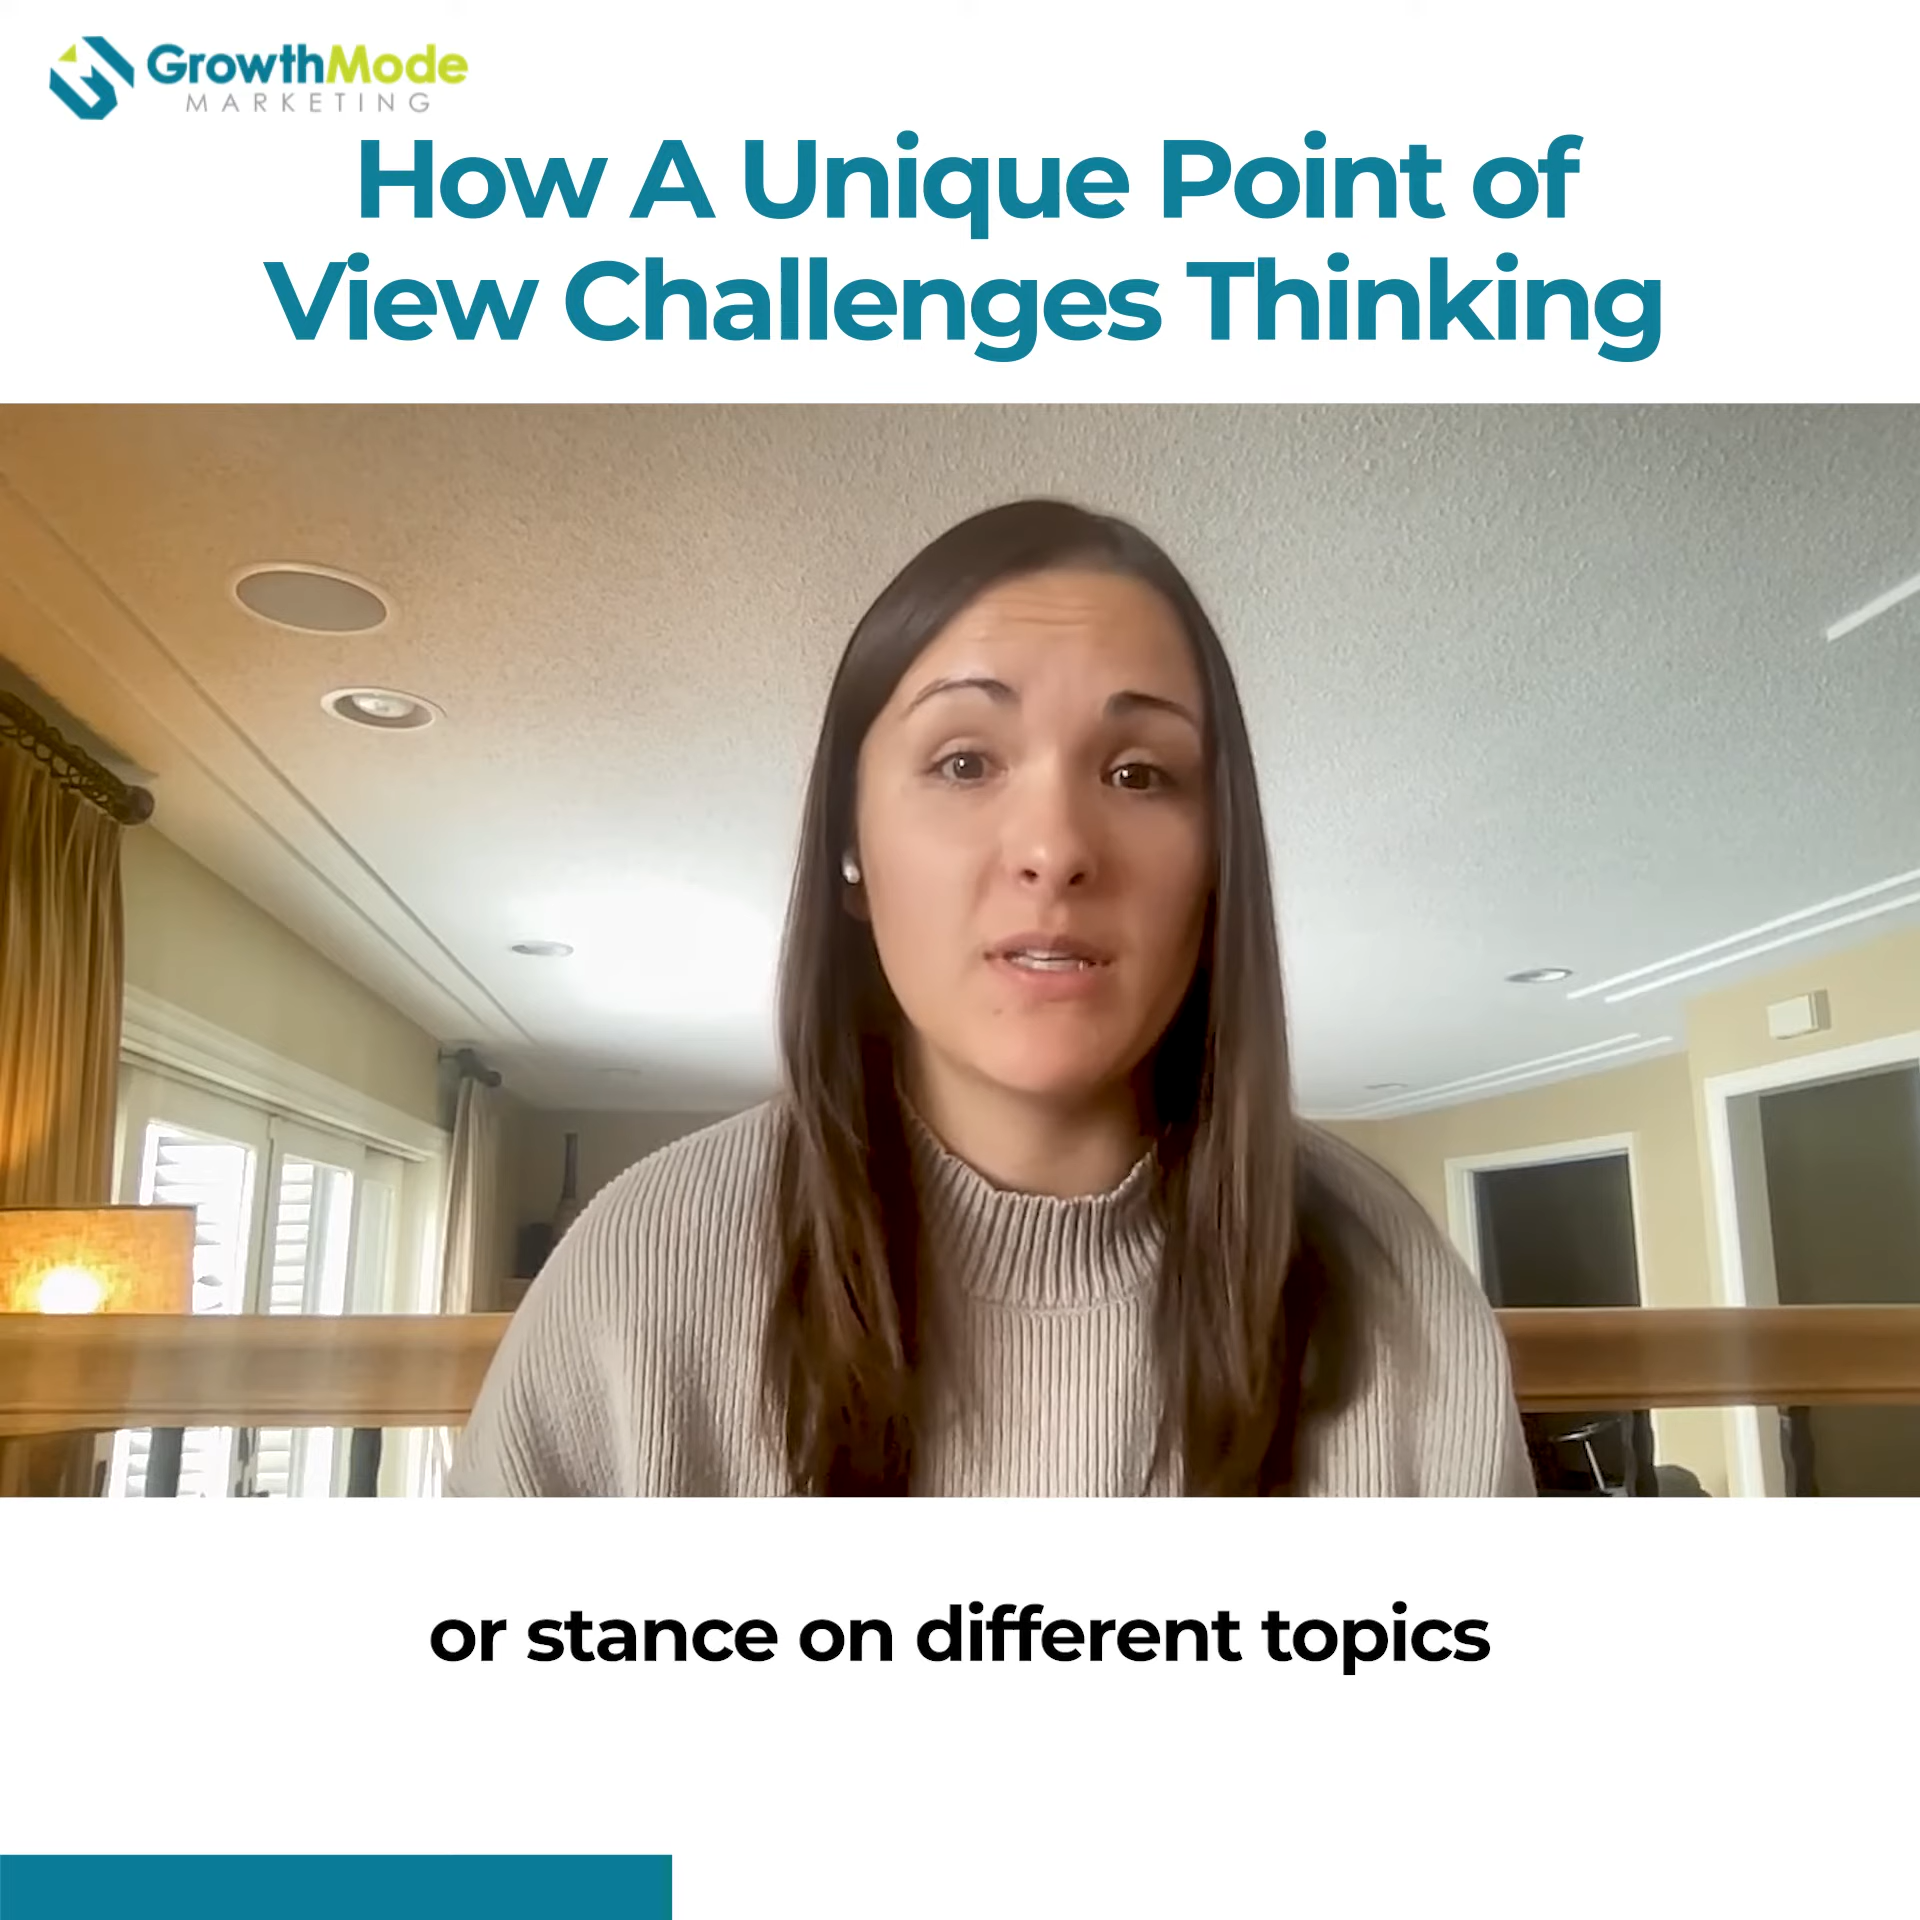 GrowthMode
MARKETING
How A Unique Point of
View Challenges Thinking
or stance on different topics